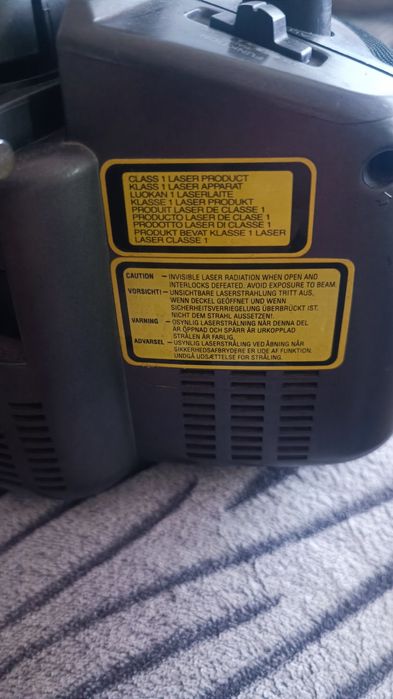 CLASS 1 LASER PRODUCT
KLASS 1 LASER APPARAT
LUOKAN 1 LASERLAITE
KLASSE 1 LASER PRODUKT
PRODUIT LASER DE CLASSE 1
PRODUCTO LASER DE CLASE 1
PRODOTTO LASER DI CLASSE 1
PRODUKT BEVAT KLASSE 1 LASER
LASER CLASSE 1
CAUTION – INVISIBLE LASER RADIATION WHEN OPEN AND
INTERLOCKS DEFEATED. AVOID EXPOSURE TO BEAM.
VORSICHT! – UNSICHTBARE LASERSTRAHLUNG TRITT AUS,
WENN DECKEL GEÖFFNET UND WENN
SICHERHEITSVERRIEGELUNG ÜBERBRÜCKT IST.
NICHT DEM STRAHL AUSSETZEN!.
VARNING – OSYNLIG LASERSTRÅLNING NÄR DENNA DEL
ÄR ÖPPNAD OCH SPÄRR ÄR URKOPPLAD
STRÅLEN ÄR FARLIG.
ADVARSEL – USYNLIG LASERSTRÅLING VED ÅBNING NÅR
SIKKERHEDSAFBRYDERE ER UDE AF FUNKTION.
UNDGÅ UDSÆTTELSE FOR STRÅLING.